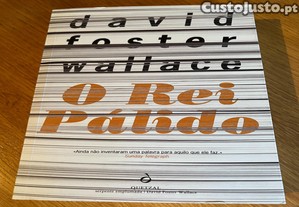 CustoJusto.pt
david
foster
wallace
O Rei
Pálido
«Ainda não inventaram uma palavra para aquilo que ele faz.»
Sunday Telegraph
QUETZAL